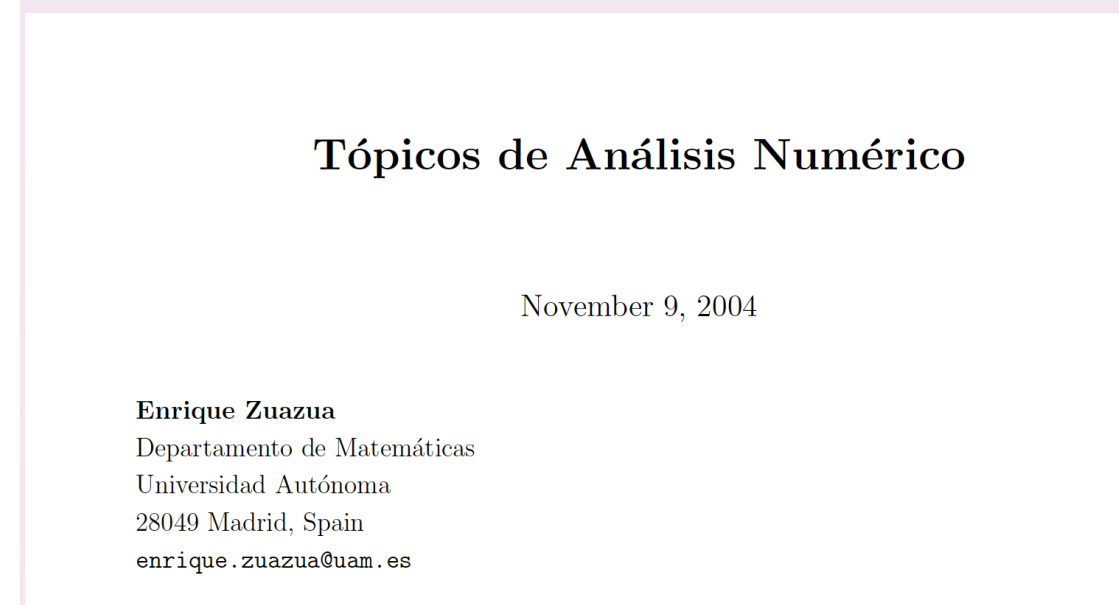 Tópicos de Análisis Numérico
November 9, 2004
Enrique Zuazua
Departamento de Matemáticas
Universidad Autónoma
28049 Madrid, Spain
enrique.zuazua@uam.es